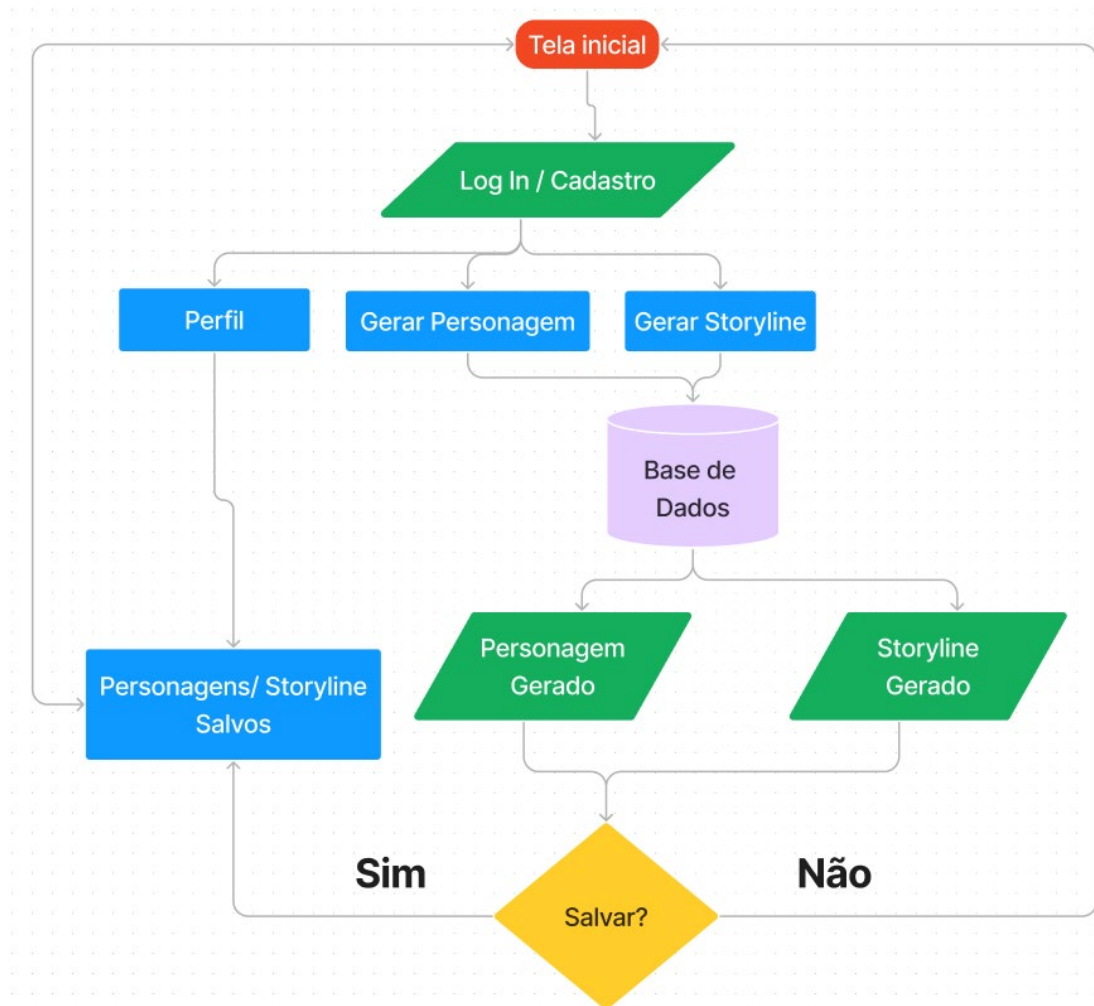 Tela inicial
Log In / Cadastro
Perfil
Gerar Personagem
Gerar Storyline
Base de
Dados
Personagem
Gerado
Storyline
Gerado
Personagens/ Storyline
Salvos
Sim
Não
Salvar?